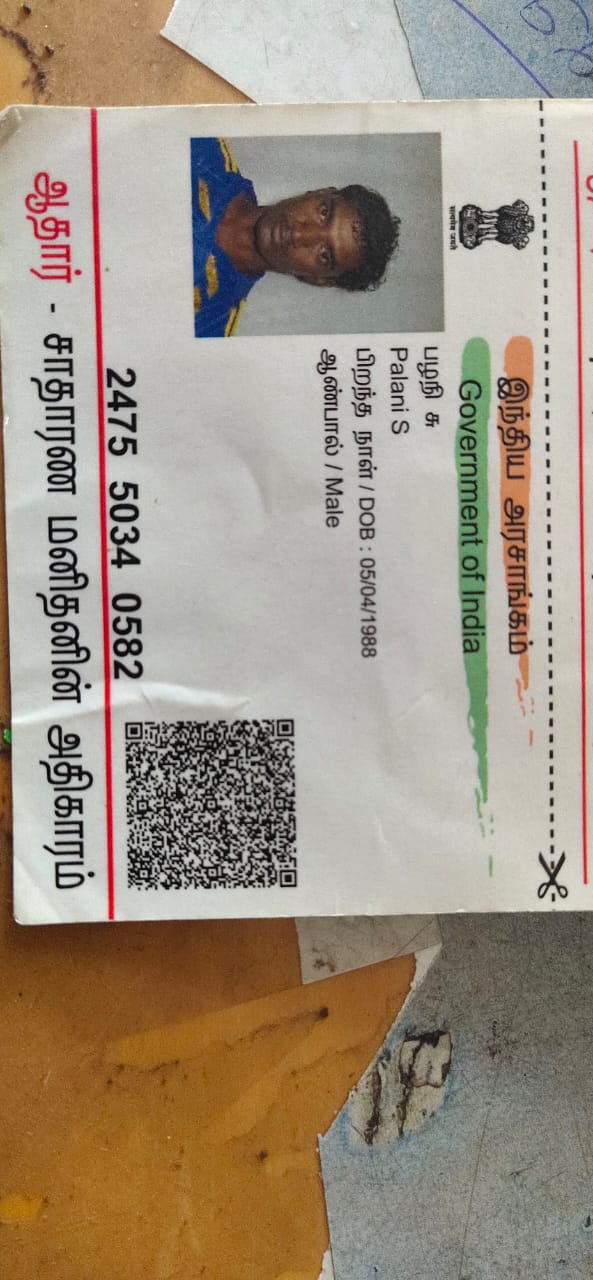 இந்திய அரசாங்கம்
Government of India
பழநி சு
Palani S
பிறந்த நாள் / DOB : 05/04/1988
ஆண்பால் / Male
2475 5034 0582
ஆதார் - சாதாரண மனிதனின் அதிகாரம்